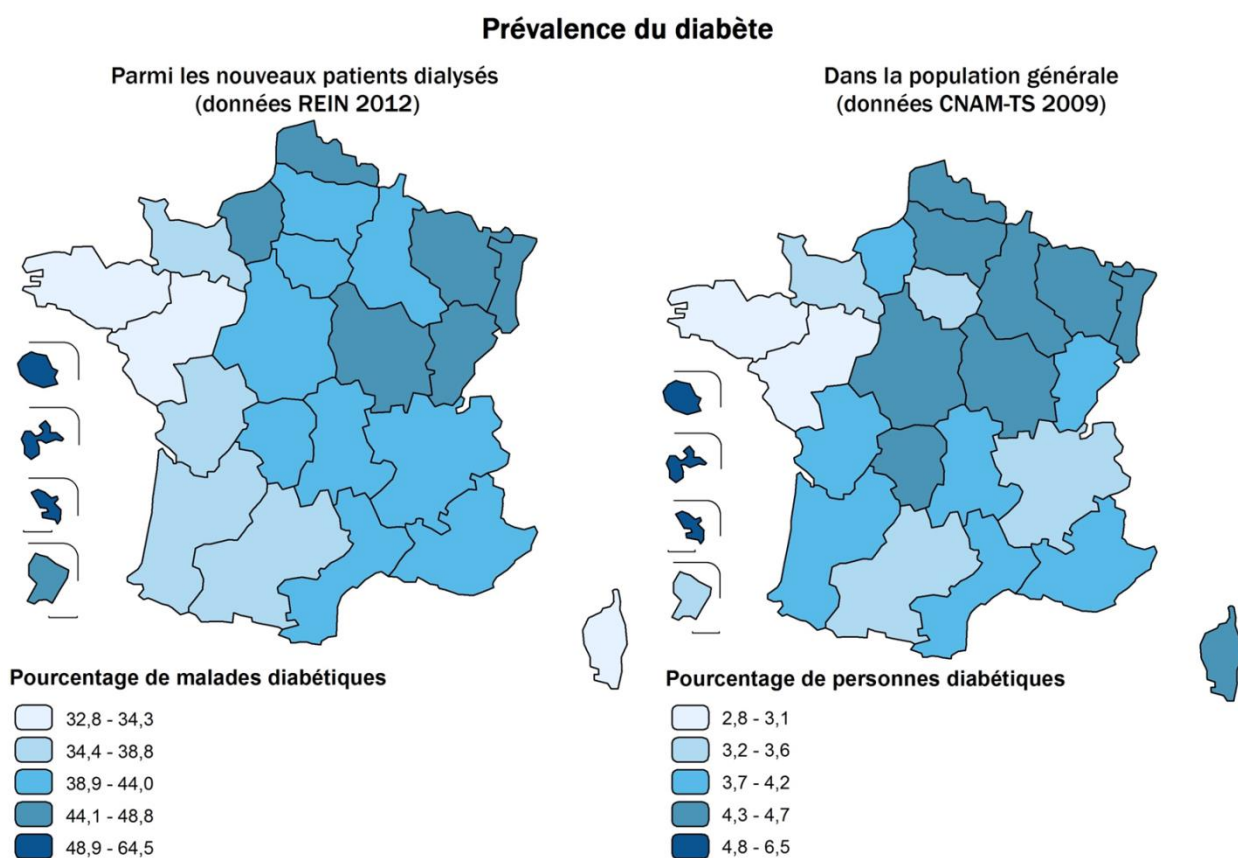 Prévalence du diabète
Parmi les nouveaux patients dialysés
(données REIN 2012)
Dans la population générale
(données CNAM-TS 2009)
Pourcentage de malades diabétiques
32,8 - 34,3
34,4 - 38,8
38,9 - 44,0
44,1 - 48,8
48,9 - 64,5
Pourcentage de personnes diabétiques
2,8 - 3,1
3,2 - 3,6
3,7 - 4,2
4,3 - 4,7
4,8 - 6,5